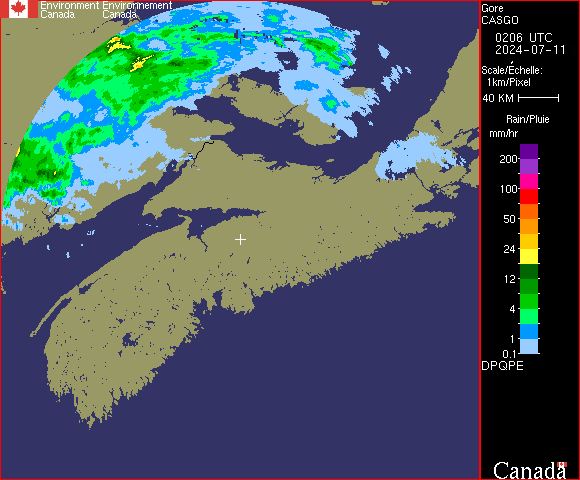 Environment Environnement
Canada Canada
Gore
CASGO
0206 UTC
2024-07-11
Scale/Echelle:
1km/Pixel
40 KM
Rain/Pluie
mm/hr
200
100
50
24
12
4
1
0.1
DPQPE
Canada